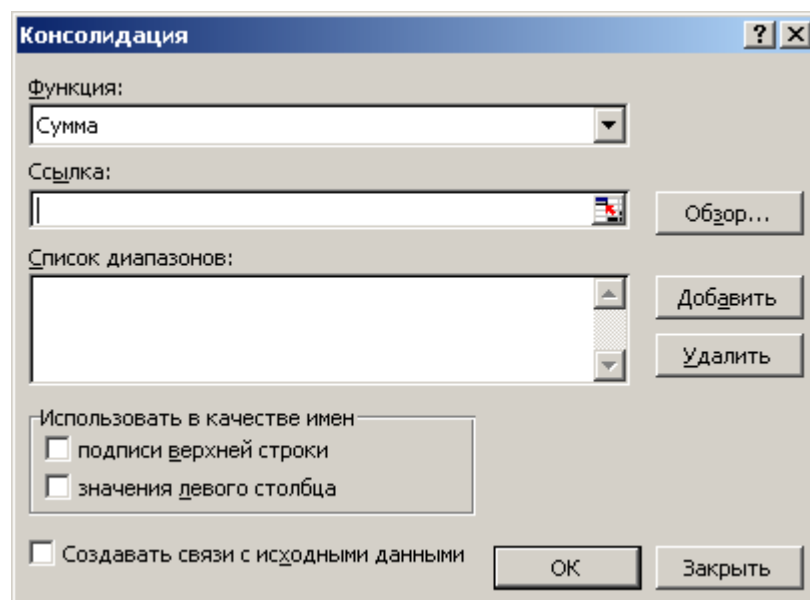 Консолидация
Функция:
Сумма
Ссылка:
Обзор...
Список диапазонов:
Добавить
Удалить
Использовать в качестве имен
подписи верхней строки
значения левого столбца
Создавать связи с исходными данными
ОК
Закрыть